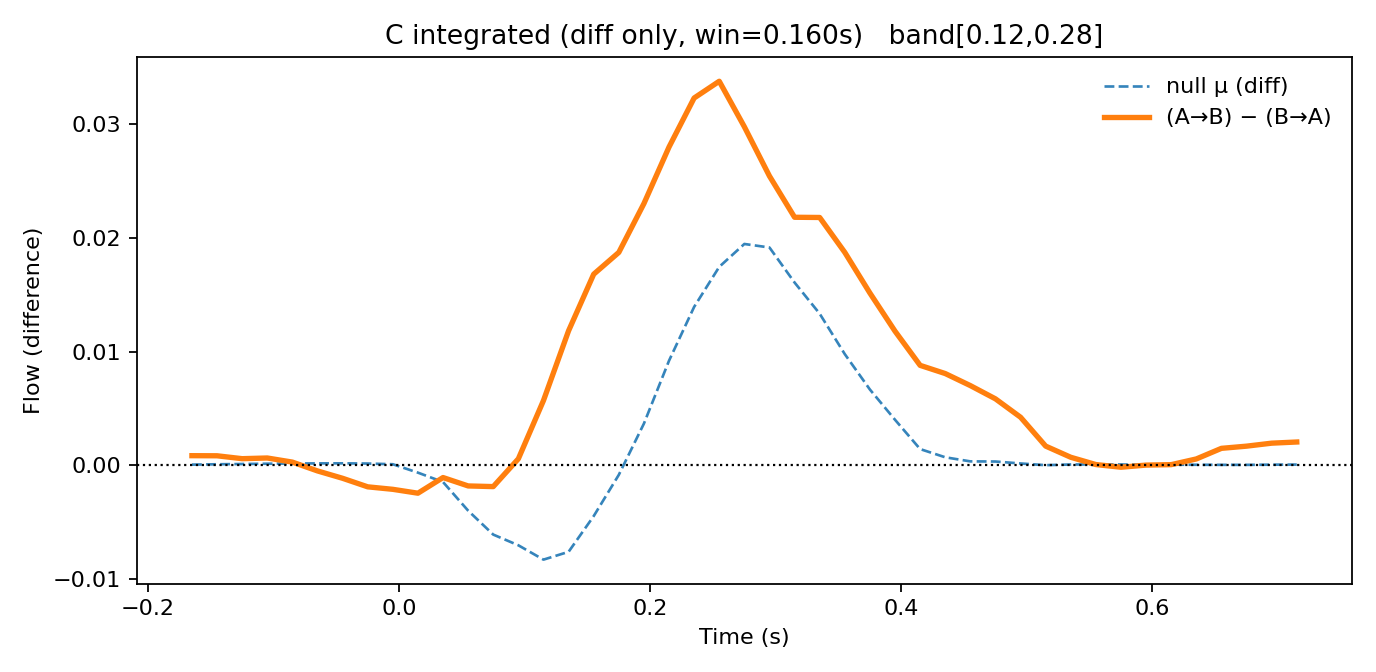 C integrated (diff only, win=0.160s)   band[0.12,0.28]
null μ (diff)
(A→B) − (B→A)
Flow (difference)
0.03
0.02
0.01
0.00
−0.01
−0.2
0.0
0.2
0.4
0.6
Time (s)